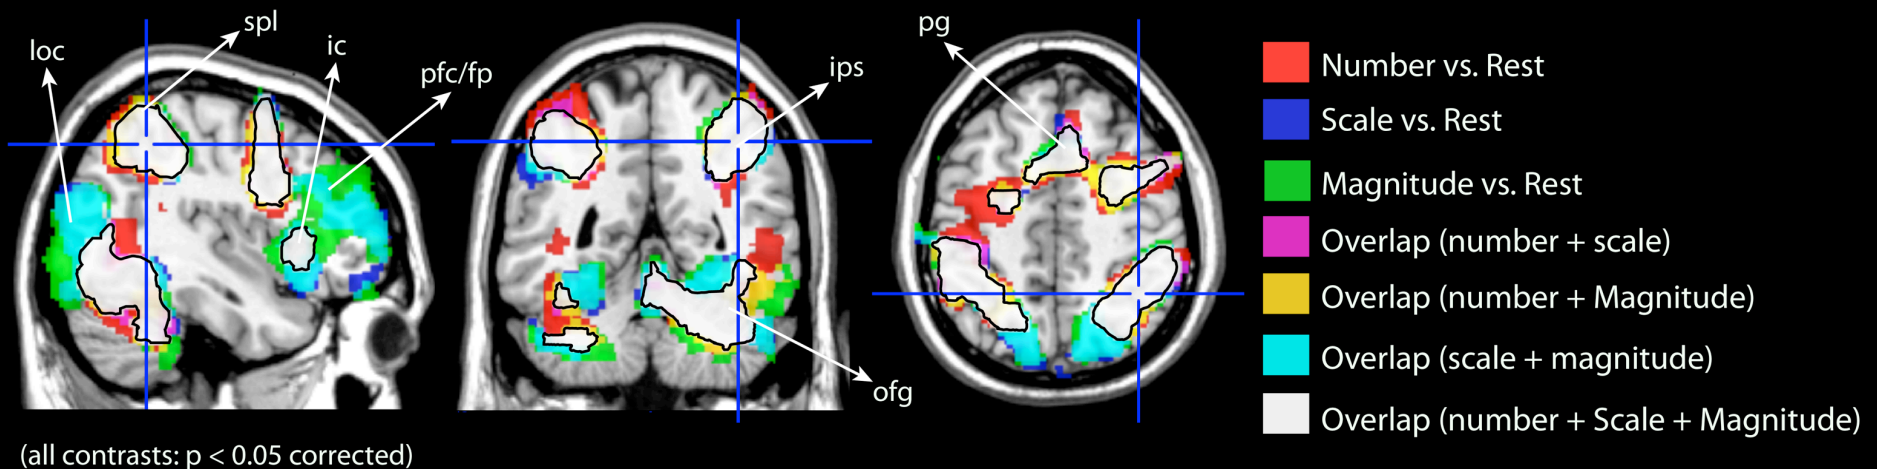 loc
spl
ic
pfc/fp
ips
pg
ofg
Number vs. Rest
Scale vs. Rest
Magnitude vs. Rest
Overlap (number + scale)
Overlap (number + Magnitude)
Overlap (scale + magnitude)
Overlap (number + Scale + Magnitude)
(all contrasts: p < 0.05 corrected)